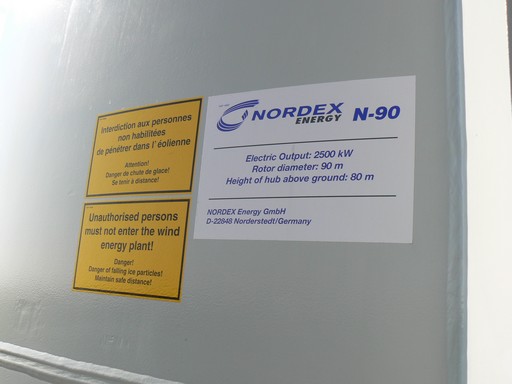 Interdiction aux personnes
non habilitées
de pénétrer dans l' éolienne
Attention!
Danger de chute de glace!
Se tenir à distance!
Unauthorised persons
must not enter the wind
energy plant!
Danger!
Danger of falling ice particles!
Maintain safe distance!
NORDEX
ENERGY
N-90
Electric Output: 2500 kW
Rotor diameter: 90 m
Height of hub above ground: 80 m
NORDEX Energy GmbH
D-22848 Norderstedt/Germany